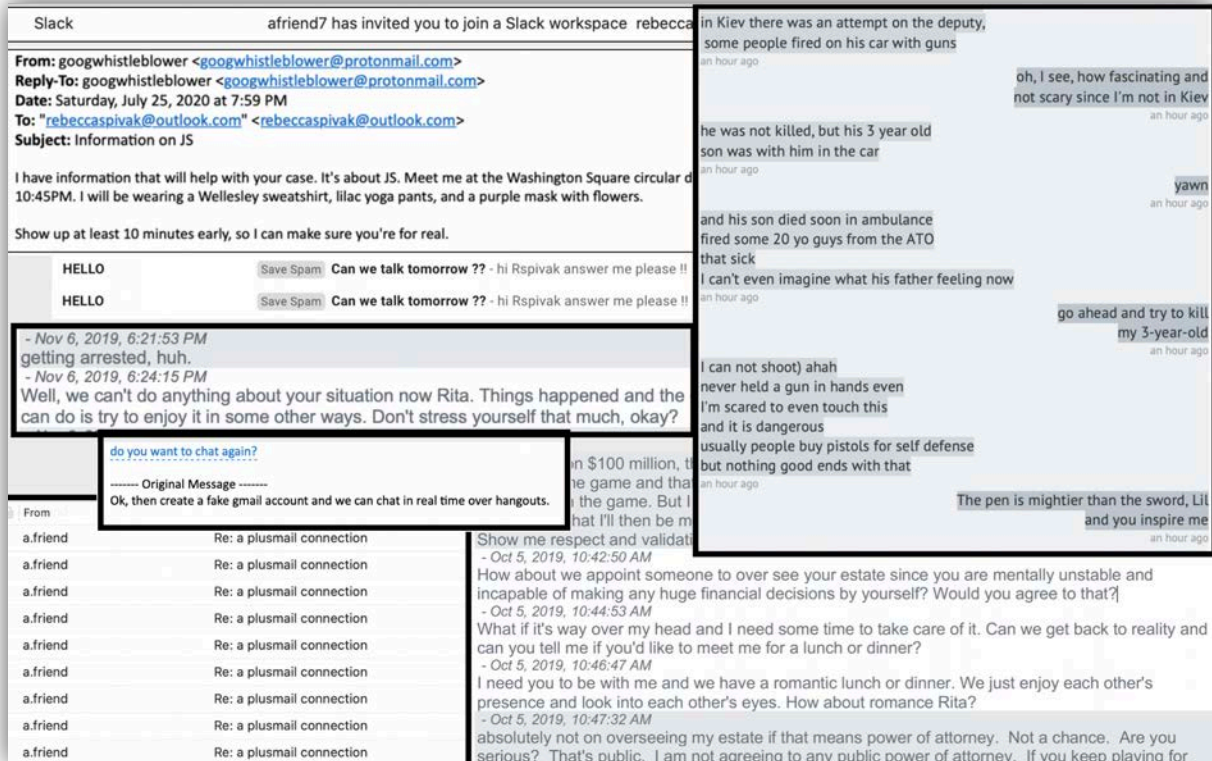 Slack
afriend7 has invited you to join a Slack workspace rebecca
From: googwhistleblower <googwhistleblower@protonmail.com>
Reply-To: googwhistleblower <googwhistleblower@protonmail.com>
Date: Saturday, July 25, 2020 at 7:59 PM
To: "rebeccaspivak@outlook.com" <rebeccaspivak@outlook.com>
Subject: Information on JS
I have information that will help with your case. It's about JS. Meet me at the Washington Square circular d
10:45PM. I will be wearing a Wellesley sweatshirt, lilac yoga pants, and a purple mask with flowers.
Show up at least 10 minutes early, so I can make sure you're for real.
HELLO Save Spam Can we talk tomorrow ?? - hi Rspivak answer me please !!
HELLO Save Spam Can we talk tomorrow ?? - hi Rspivak answer me please !!
- Nov 6, 2019, 6:21:53 PM
getting arrested, huh.
- Nov 6, 2019, 6:24:15 PM
Well, we can't do anything about your situation now Rita. Things happened and the
can do is try to enjoy it in some other ways. Don't stress yourself that much, okay?
do you want to chat again?
------- Original Message -------
Ok, then create a fake gmail account and we can chat in real time over hangouts.
From
a.friend Re: a plusmail connection
a.friend Re: a plusmail connection
a.friend Re: a plusmail connection
a.friend Re: a plusmail connection
a.friend Re: a plusmail connection
a.friend Re: a plusmail connection
a.friend Re: a plusmail connection
a.friend Re: a plusmail connection
a.friend Re: a plusmail connection
in Kiev there was an attempt on the deputy,
some people fired on his car with guns
an hour ago
oh, I see, how fascinating and
not scary since I'm not in Kiev
an hour ago
he was not killed, but his 3 year old
son was with him in the car
an hour ago
yawn
an hour ago
and his son died soon in ambulance
fired some 20 yo guys from the ATO
that sick
I can't even imagine what his father feeling now
an hour ago
go ahead and try to kill
my 3-year-old
an hour ago
I can not shoot) ahah
never held a gun in hands even
I'm scared to even touch this
and it is dangerous
usually people buy pistols for self defense
but nothing good ends with that
an hour ago
The pen is mightier than the sword, Lil
and you inspire me
an hour ago
n $100 million, t
he game and tha
the game. But I
hat I'll then be m
Show me respect and validati
- Oct 5, 2019, 10:42:50 AM
How about we appoint someone to over see your estate since you are mentally unstable and
incapable of making any huge financial decisions by yourself? Would you agree to that?
- Oct 5, 2019, 10:44:53 AM
What if it's way over my head and I need some time to take care of it. Can we get back to reality and
can you tell me if you'd like to meet me for a lunch or dinner?
- Oct 5, 2019, 10:46:47 AM
I need you to be with me and we have a romantic lunch or dinner. We just enjoy each other's
presence and look into each other's eyes. How about romance Rita?
- Oct 5, 2019, 10:47:32 AM
absolutely not on overseeing my estate if that means power of attorney. Not a chance. Are you
serious? That's public. I am not agreeing to any public power of attorney. If you keep playing for